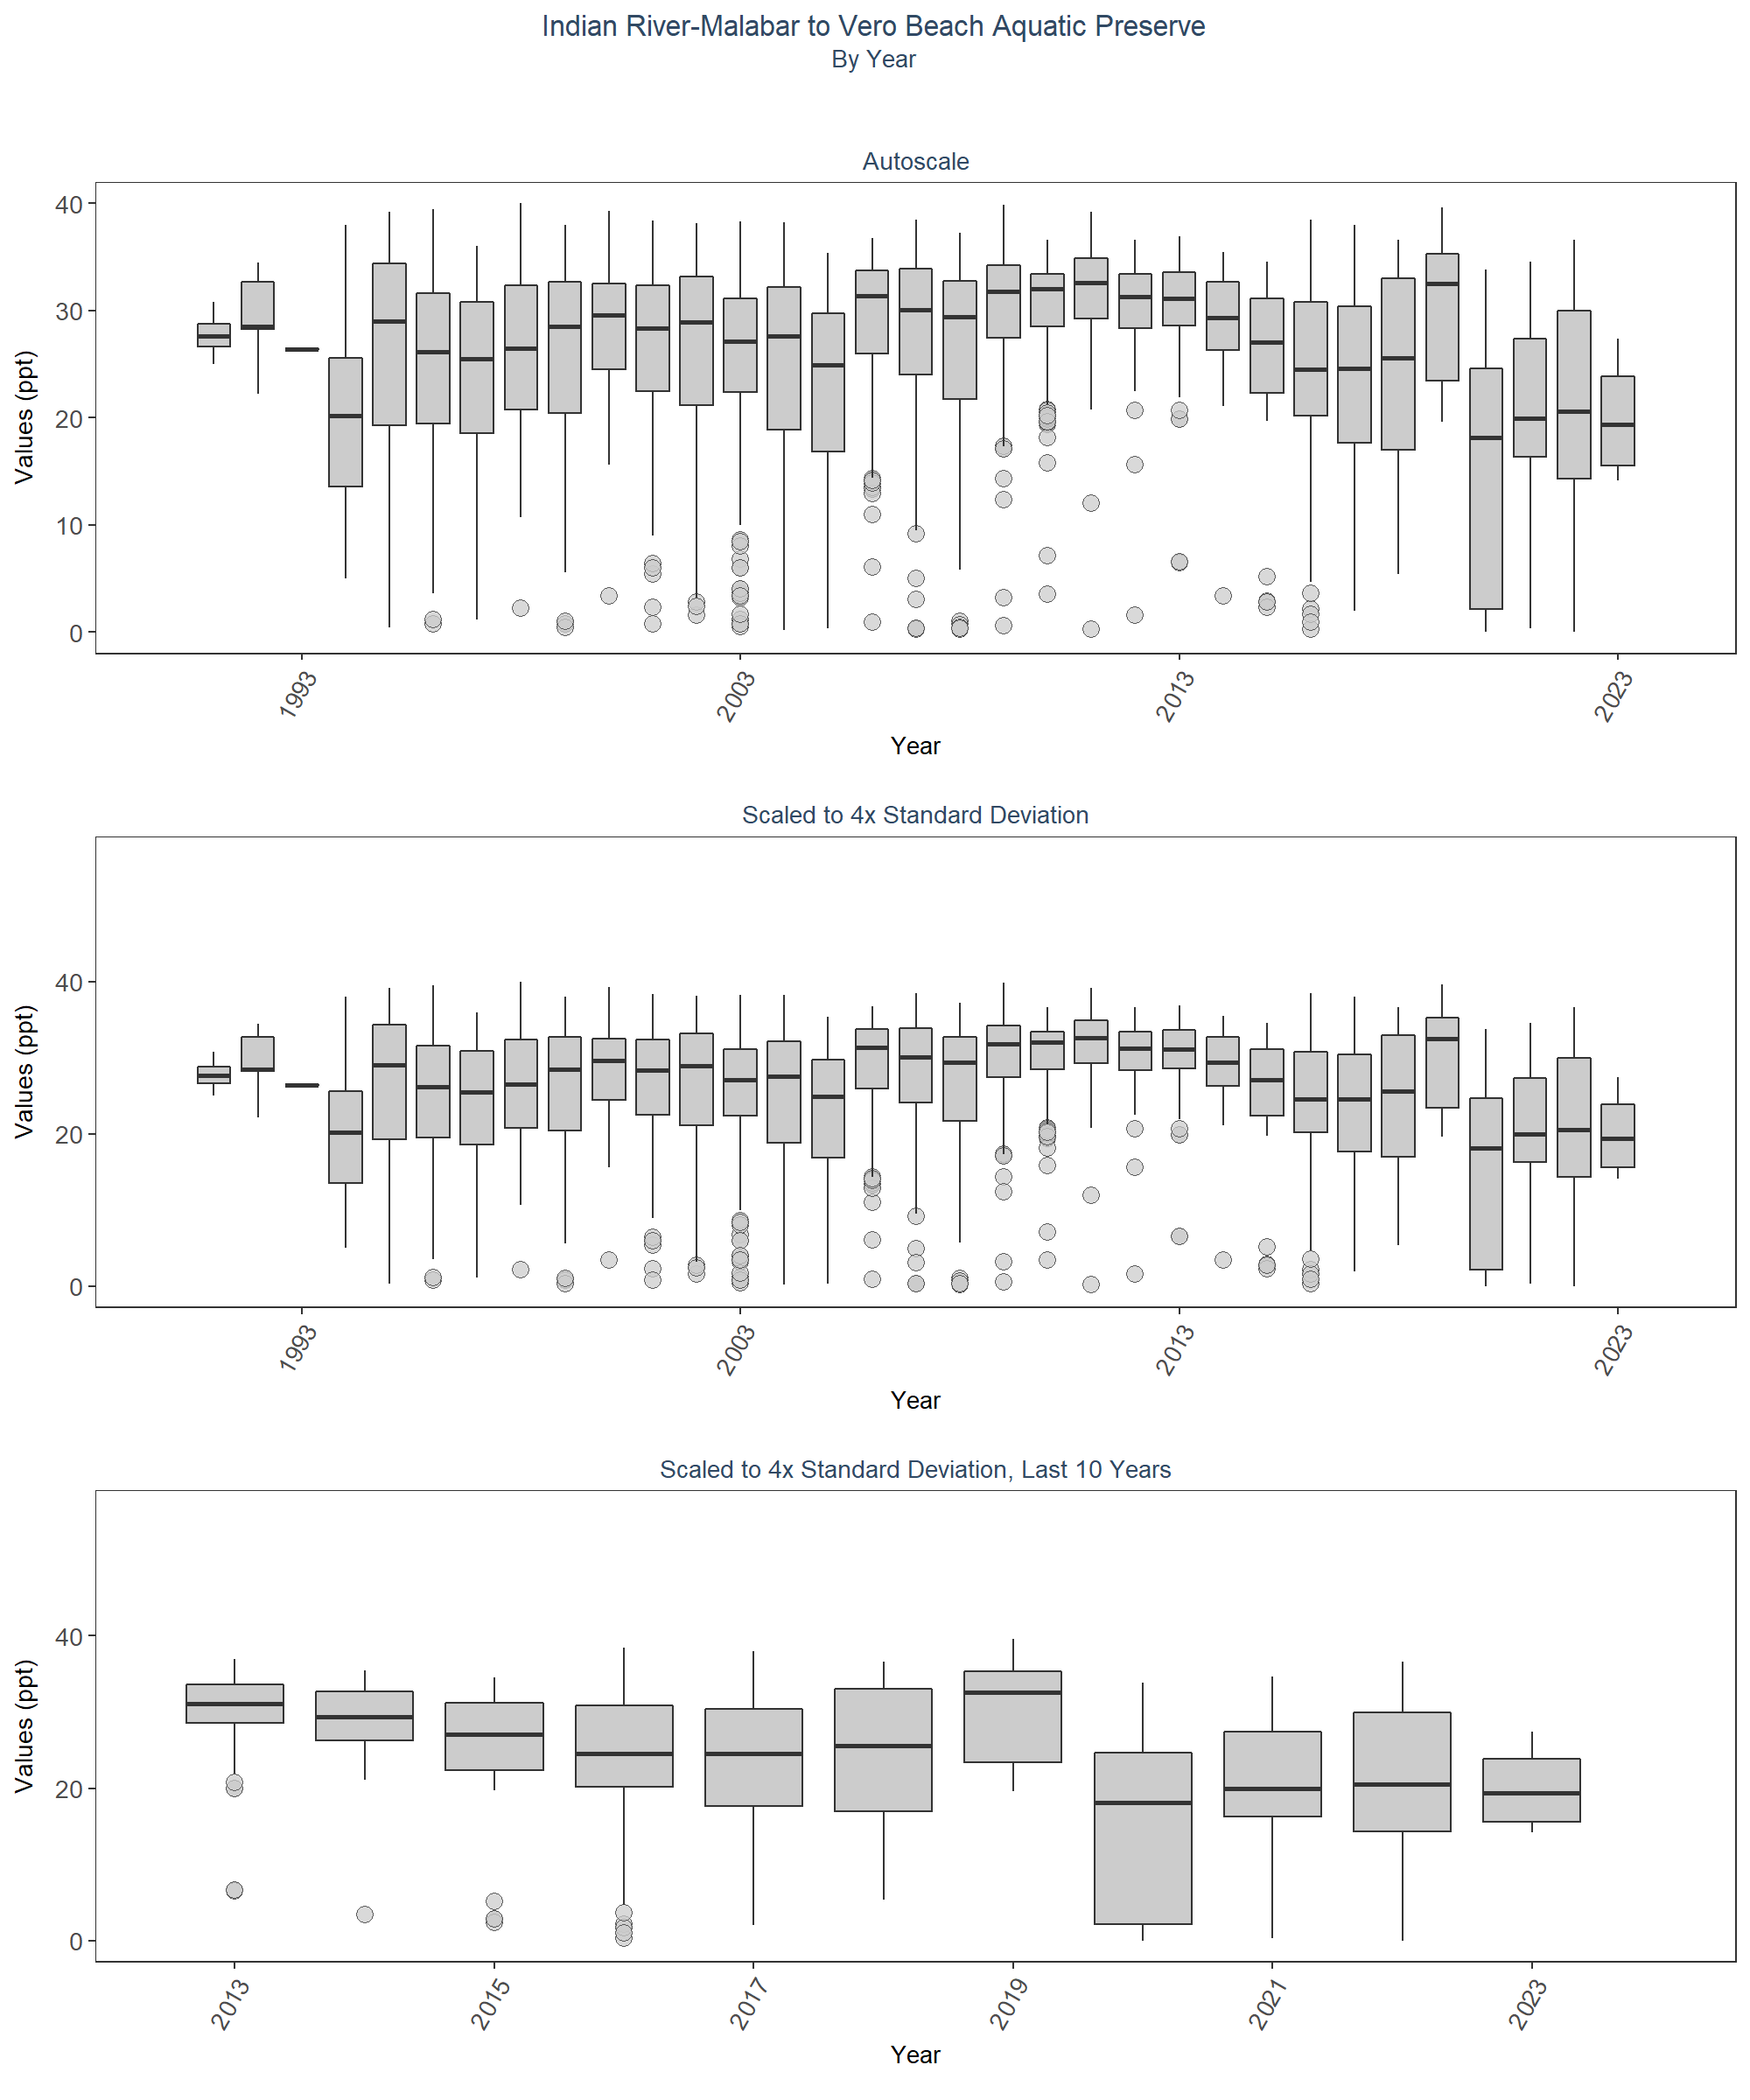 Indian River-Malabar to Vero Beach Aquatic Preserve
By Year
Autoscale
Values (ppt)
40
30
20
10
0
1993
2003
2013
2023
Year
Scaled to 4x Standard Deviation
Values (ppt)
40
20
0
1993
2003
2013
2023
Year
Scaled to 4x Standard Deviation, Last 10 Years
Values (ppt)
40
20
0
2013
2015
2017
2019
2021
2023
Year